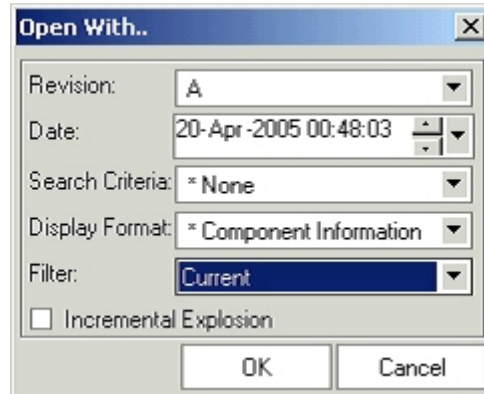 Open With..
Revision: A
Date: 20-Apr-2005 00:48:03
Search Criteria: * None
Display Format: * Component Information
Filter: Current
Incremental Explosion
OK Cancel